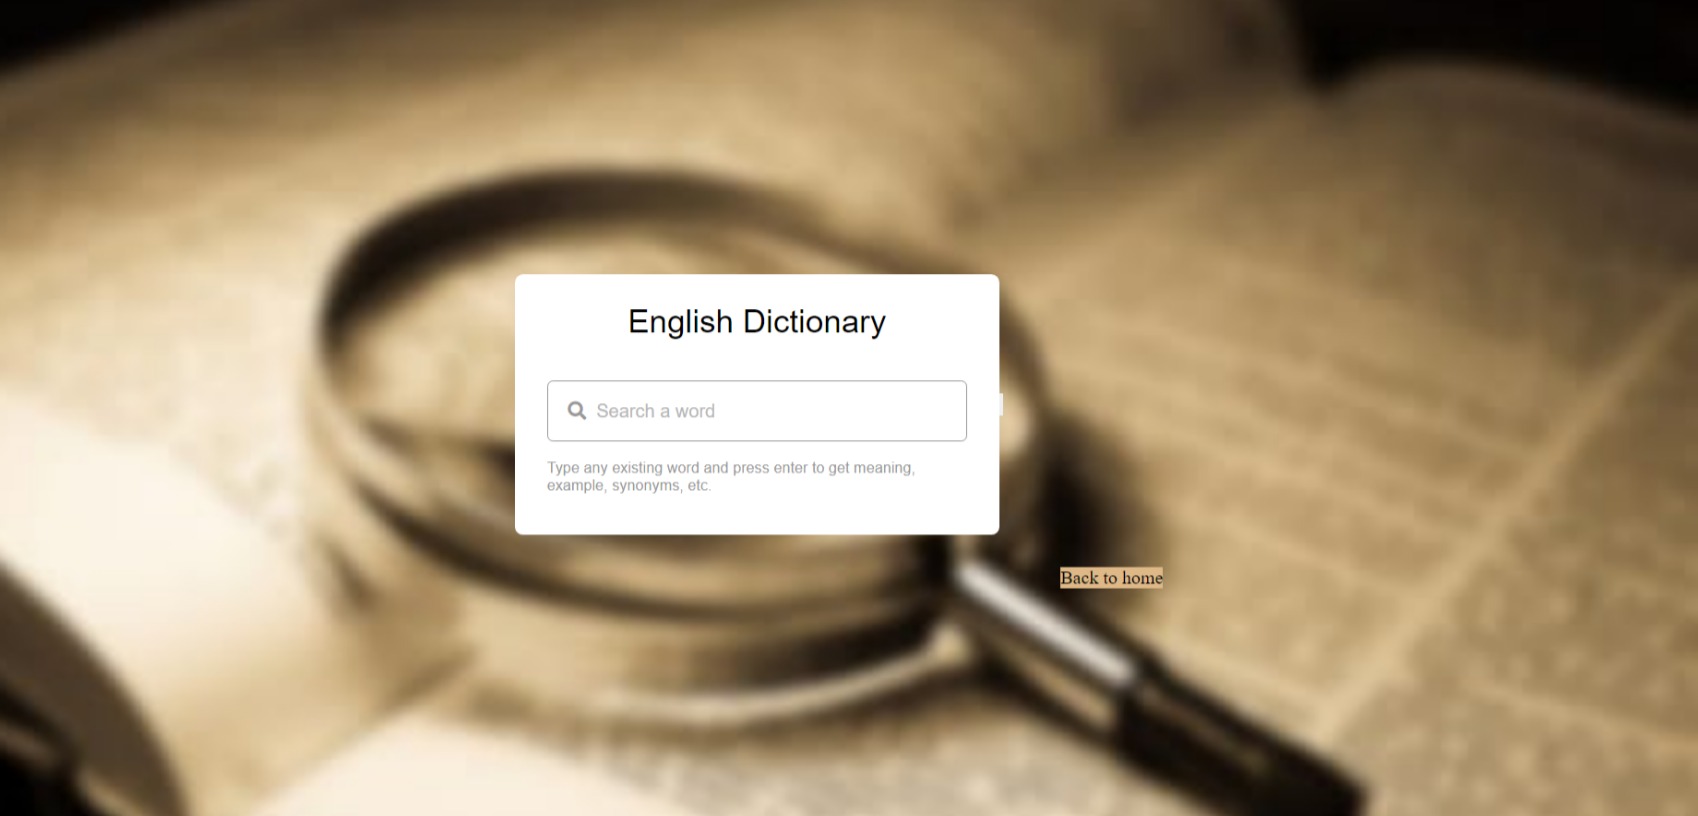 English Dictionary
Search a word
Type any existing word and press enter to get meaning,
example, synonyms, etc.
Back to home